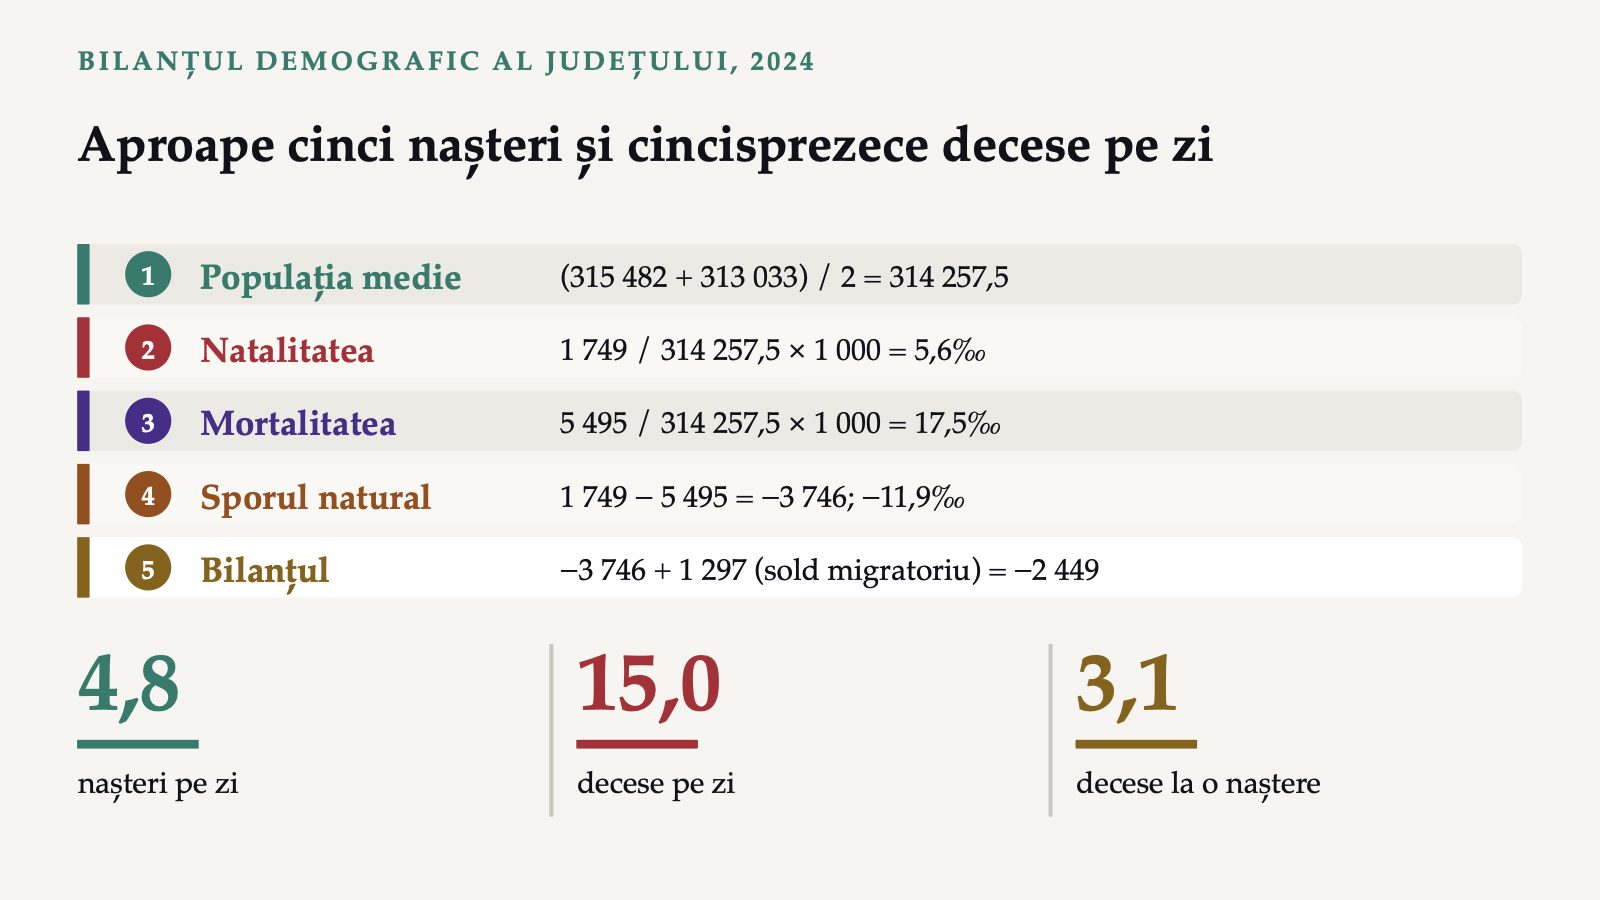 BILANȚUL DEMOGRAFIC AL JUDEȚULUI, 2024
Aproape cinci nașteri și cincisprezece decese pe zi
1 Populația medie (315 482 + 313 033) / 2 = 314 257,5
2 Natalitatea 1 749 / 314 257,5 × 1 000 = 5,6‰
3 Mortalitatea 5 495 / 314 257,5 × 1 000 = 17,5‰
4 Sporul natural 1 749 − 5 495 = −3 746; −11,9‰
5 Bilanțul −3 746 + 1 297 (sold migratoriu) = −2 449
4,8
nașteri pe zi
15,0
decese pe zi
3,1
decese la o naștere